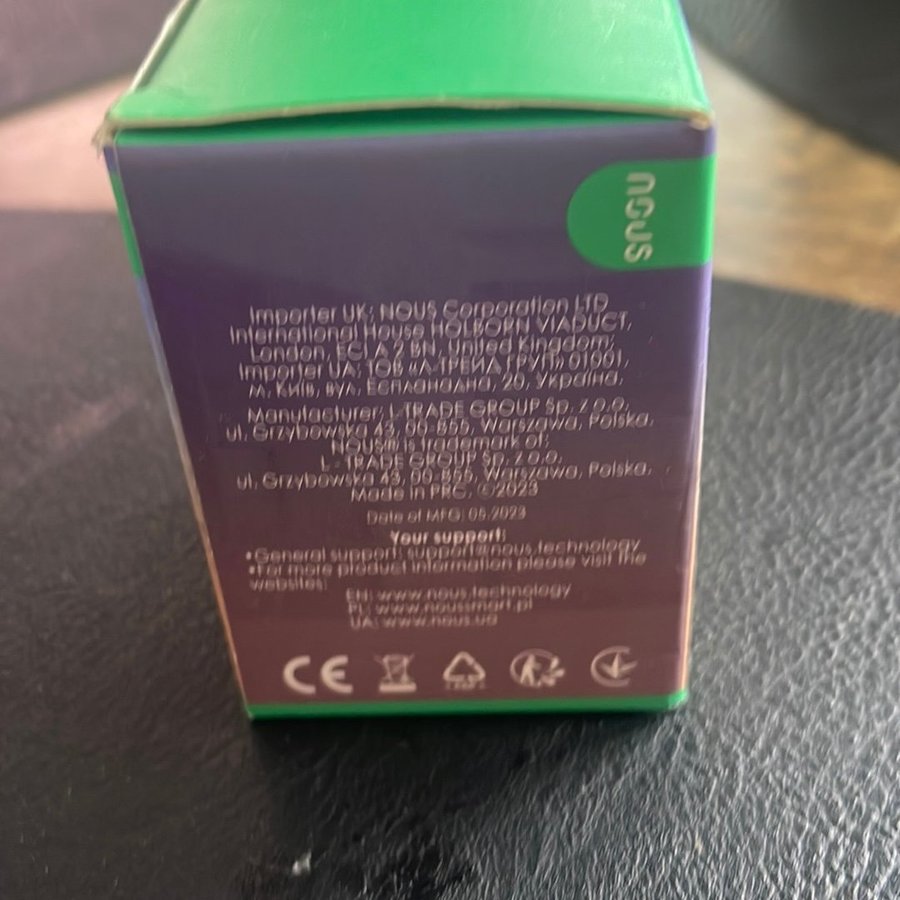 nous
Importer UK: NOUS Corporation LTD
International House HOLBORN VIADUCT,
London, EC1A 2 BN, United Kingdom;
Importer UA: ТОВ «Л-ТРЕЙД ГРУП» 01001,
м. Київ, вул. Еспланадна, 20, Україна.
Manufacturer: L-TRADE GROUP Sp. z o.o.
ul. Grzybowska 43, 00-855, Warszawa, Polska.
NOUS® is trademark of:
L - TRADE GROUP Sp. z o.o.
ul. Grzybowska 43, 00-855, Warszawa, Polska.
Made in PRC. ©2023
Date of MFG: 05.2023
Your support:
•General support: support@nous.technology
•For more product information please visit the
websites:
EN: www.nous.technology
PL: www.noussmart.pl
UA: www.nous.ua
CE